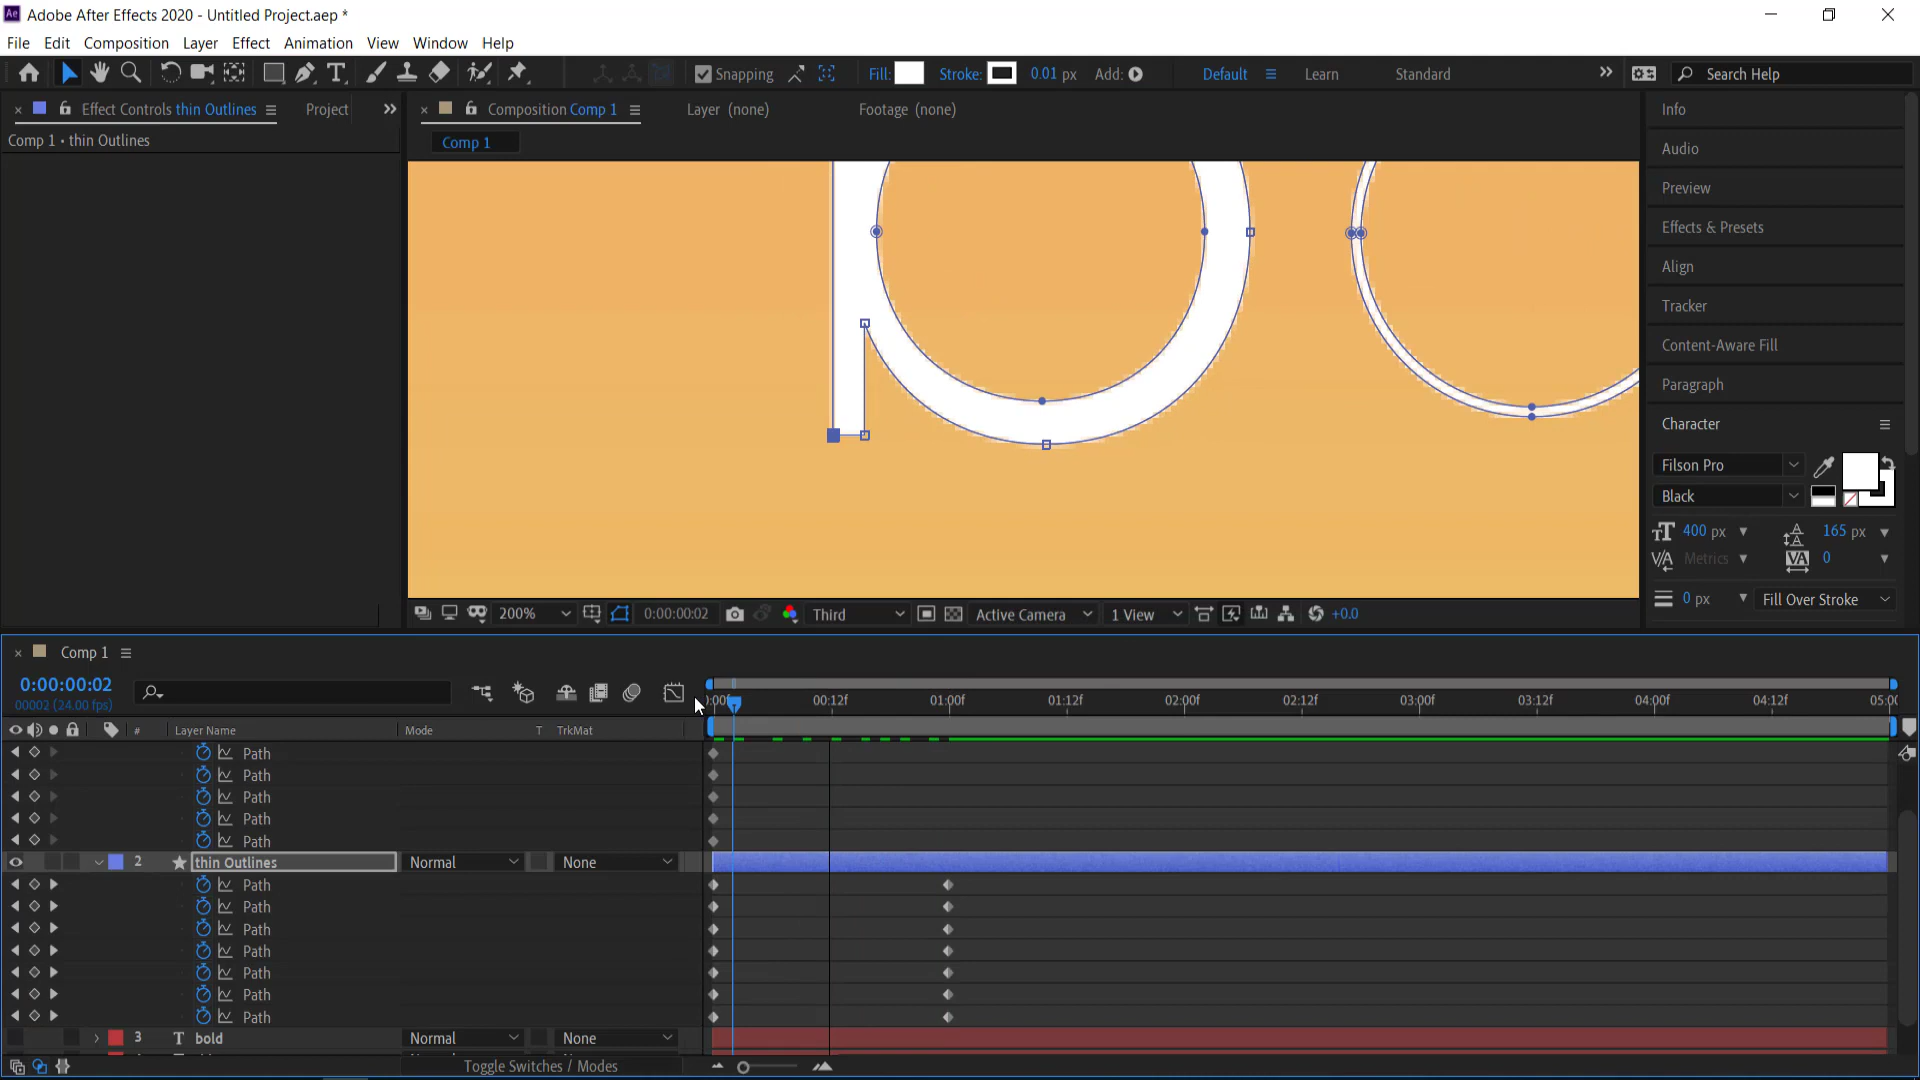 Ae Adobe After Effects 2020 - Untitled Project.aep *
File Edit Composition Layer Effect Animation View Window Help
Snapping Fill: Stroke: 0.01 px Add: Default Learn Standard Search Help
Effect Controls thin Outlines Project Composition Comp 1 Layer (none) Footage (none) Info
Comp 1 • thin Outlines Comp 1
Audio
Preview
Effects & Presets
Align
Tracker
Content-Aware Fill
Paragraph
Character
Filson Pro
Black
400 px 165 px
Metrics VA 0
0 px Fill Over Stroke
200% 0:00:00:02 Third Active Camera 1 View +0.0
Comp 1
0:00:00:02
00002 (24.00 fps)
00:12f 01:00f 01:12f 02:00f 02:12f 03:00f 03:12f 04:00f 04:12f
# Layer Name Mode T TrkMat
Path
Path
Path
Path
Path
2 thin Outlines Normal None
Path
Path
Path
Path
Path
Path
Path
3 T bold Normal None
Toggle Switches / Modes